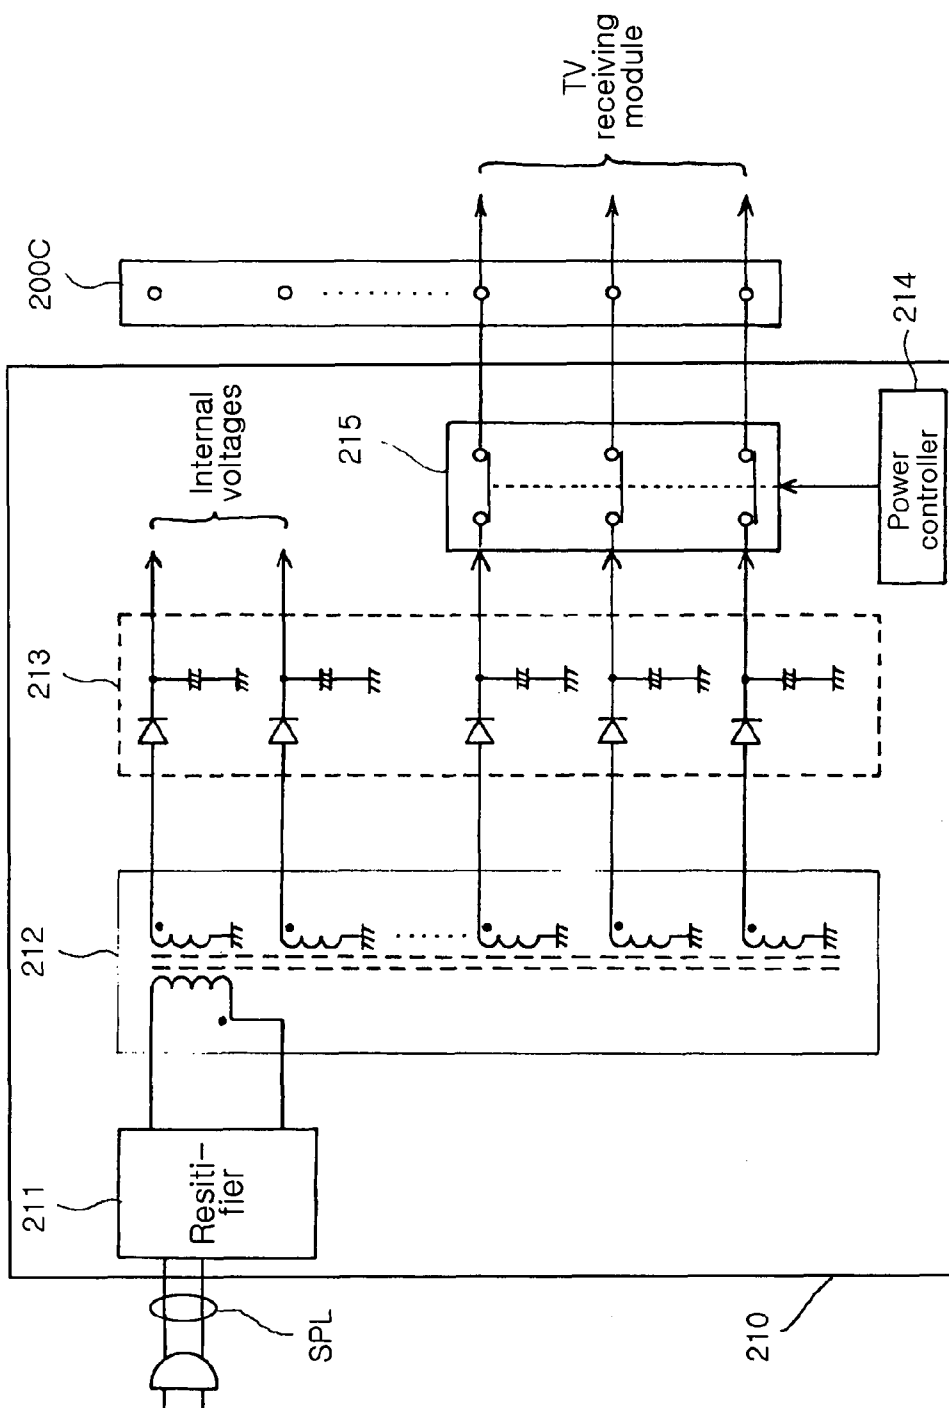 200C
TV
receiving
module
Internal
voltages
215
214
Power
controller
213
212
211
Resiti-
fier
SPL
210